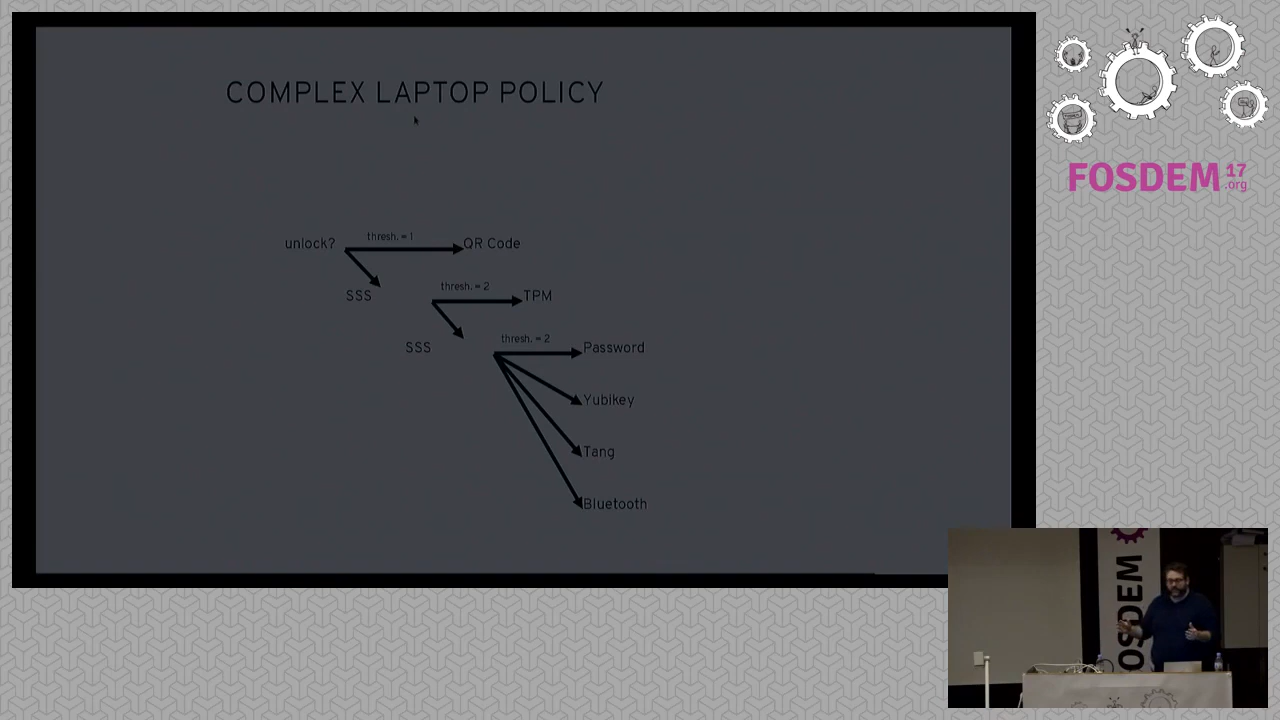 COMPLEX LAPTOP POLICY
unlock?
thresh. = 1
QR Code
SSS
thresh. = 2
TPM
SSS
thresh. = 2
Password
Yubikey
Tang
Bluetooth
FOSDEM 17
.org
OSDEM